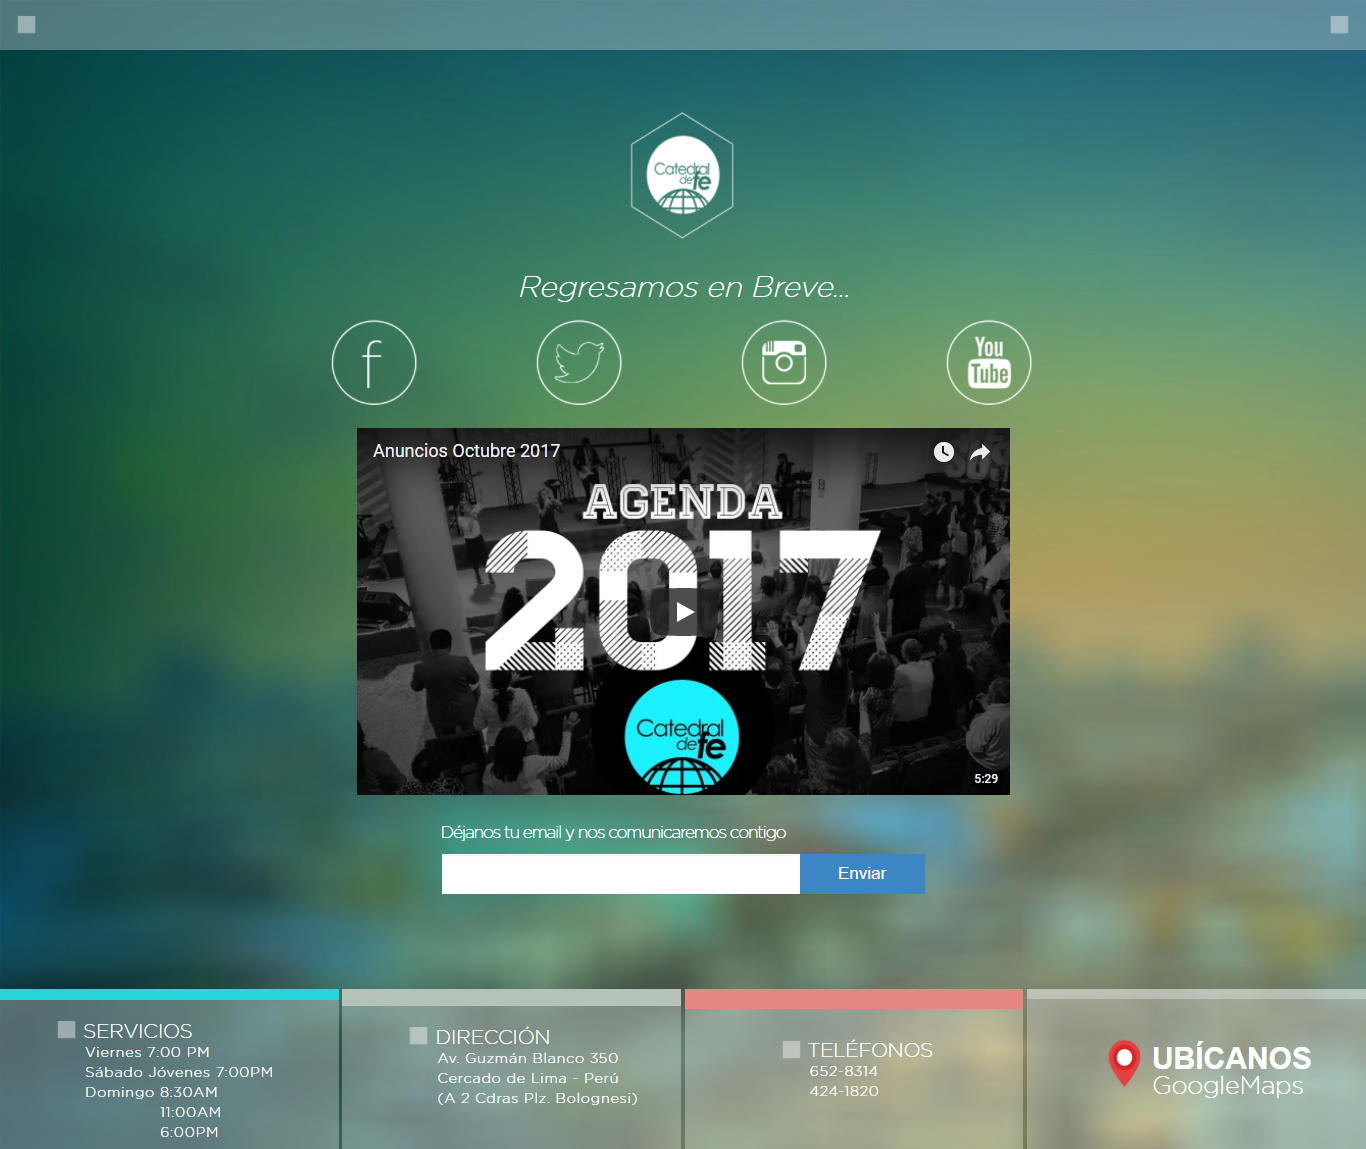 Catedral
de fe
Regresamos en Breve...
f
You
Tube
Anuncios Octubre 2017
AGENDA
2017
Catedral
de fe
5:29
Déjanos tu email y nos comunicaremos contigo
Enviar
SERVICIOS
Viernes 7:00 PM
Sábado Jóvenes 7:00PM
Domingo 8:30AM
11:00AM
6:00PM
DIRECCIÓN
Av. Guzmán Blanco 350
Cercado de Lima - Perú
(A 2 Cdras Plz. Bolognesi)
TELÉFONOS
652-8314
424-1820
UBÍCANOS
GoogleMaps